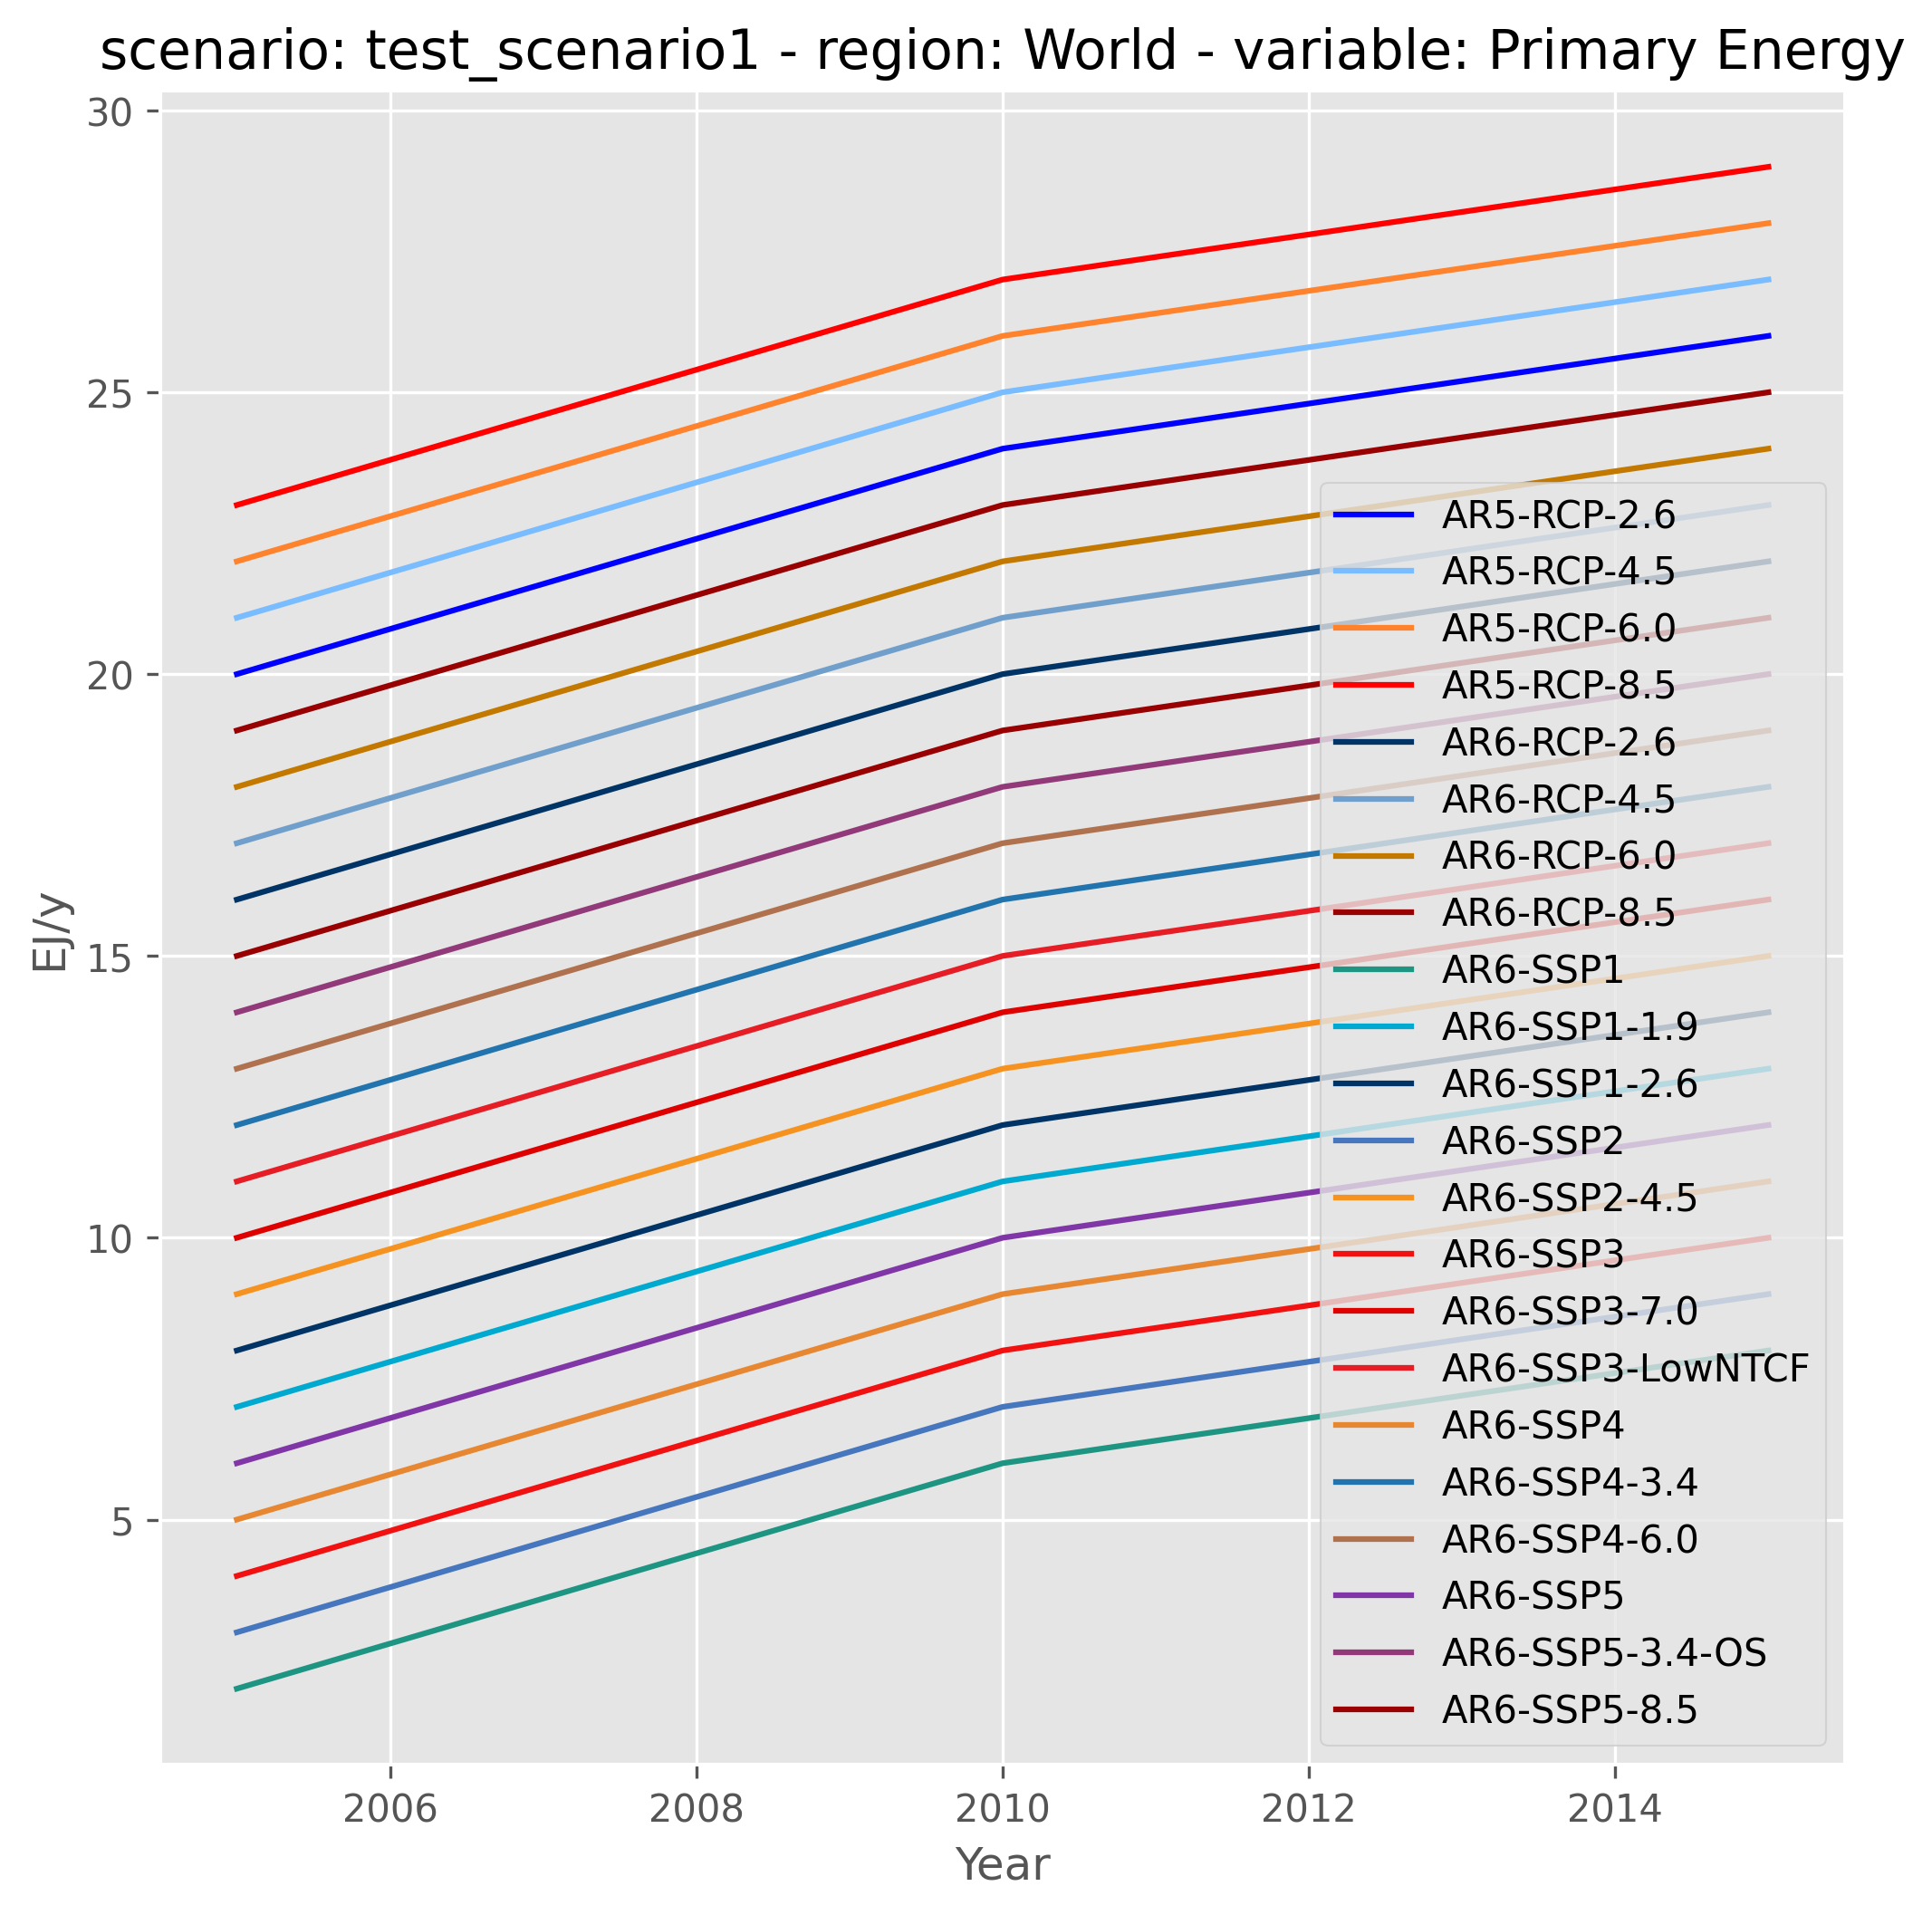 scenario: test_scenario1 - region: World - variable: Primary Energy
30
25
20
15
10
5
EJ/y
AR5-RCP-2.6
AR5-RCP-4.5
AR5-RCP-6.0
AR5-RCP-8.5
AR6-RCP-2.6
AR6-RCP-4.5
AR6-RCP-6.0
AR6-RCP-8.5
AR6-SSP1
AR6-SSP1-1.9
AR6-SSP1-2.6
AR6-SSP2
AR6-SSP2-4.5
AR6-SSP3
AR6-SSP3-7.0
AR6-SSP3-LowNTCF
AR6-SSP4
AR6-SSP4-3.4
AR6-SSP4-6.0
AR6-SSP5
AR6-SSP5-3.4-OS
AR6-SSP5-8.5
2006 2008 2010 2012 2014
Year